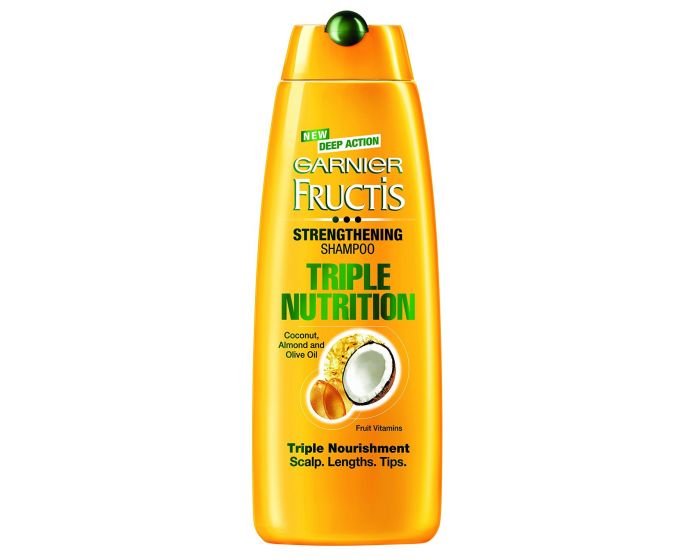 NEW
DEEP ACTION
GARNIER
FRUCTiS
STRENGTHENING
SHAMPOO
TRIPLE
NUTRITION
Coconut,
Almond and
Olive Oil
Fruit Vitamins
Triple Nourishment
Scalp. Lengths. Tips.